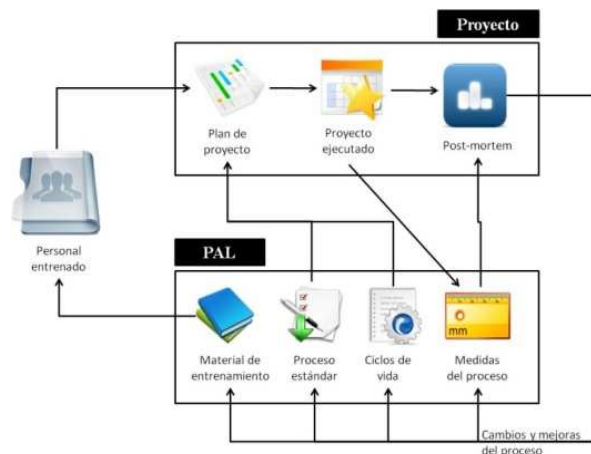 Proyecto
Plan de
proyecto
Proyecto
ejecutado
Post-mortem
Personal
entrenado
PAL
Material de
entrenamiento
Proceso
estándar
Ciclos de
vida
mm
Medidas
del proceso
Cambios y mejoras
del proceso